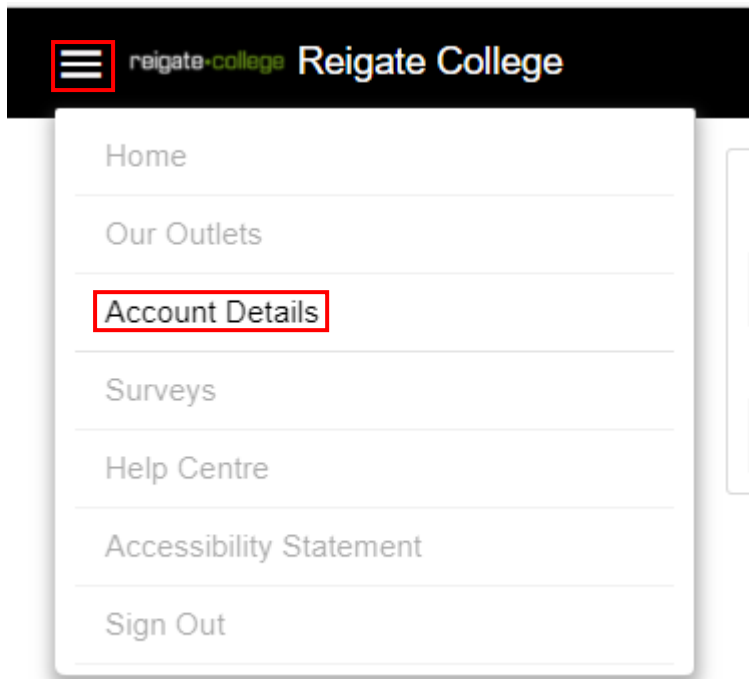 reigate-college Reigate College
Home
Our Outlets
Account Details
Surveys
Help Centre
Accessibility Statement
Sign Out